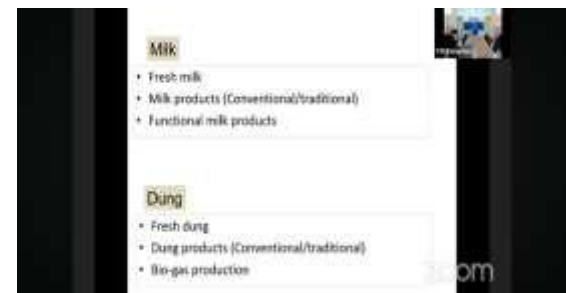 Milk
• Fresh milk
• Milk products (Conventional/traditional)
• Functional milk products
Dung
• Fresh dung
• Dung products (Conventional/traditional)
• Bio-gas production
zoom